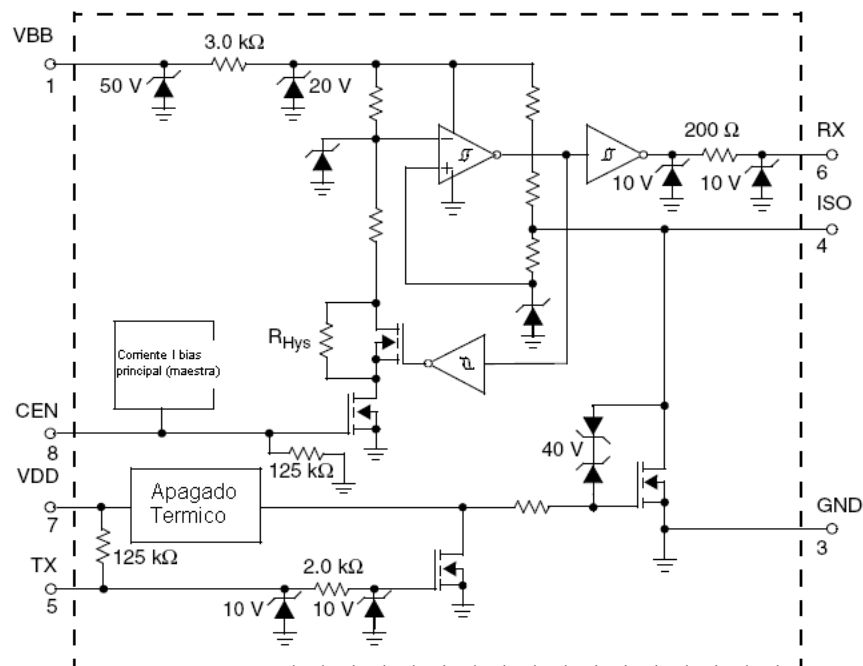 VBB
1
3.0 kΩ
50 V
20 V
−
+
200 Ω
RX
6
10 V
10 V
ISO
4
RHys
Corriente I bias
principal (maestra)
CEN
8
125 kΩ
40 V
VDD
7
Apagado
Termico
GND
3
125 kΩ
TX
5
2.0 kΩ
10 V
10 V